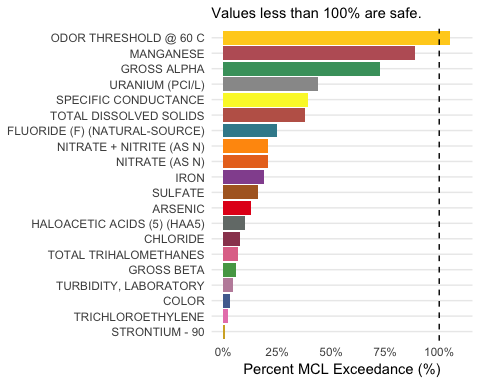 Values less than 100% are safe.
ODOR THRESHOLD @ 60 C
MANGANESE
GROSS ALPHA
URANIUM (PCI/L)
SPECIFIC CONDUCTANCE
TOTAL DISSOLVED SOLIDS
FLUORIDE (F) (NATURAL-SOURCE)
NITRATE + NITRITE (AS N)
NITRATE (AS N)
IRON
SULFATE
ARSENIC
HALOACETIC ACIDS (5) (HAA5)
CHLORIDE
TOTAL TRIHALOMETHANES
GROSS BETA
TURBIDITY, LABORATORY
COLOR
TRICHLOROETHYLENE
STRONTIUM - 90
0% 25% 50% 75% 100%
Percent MCL Exceedance (%)